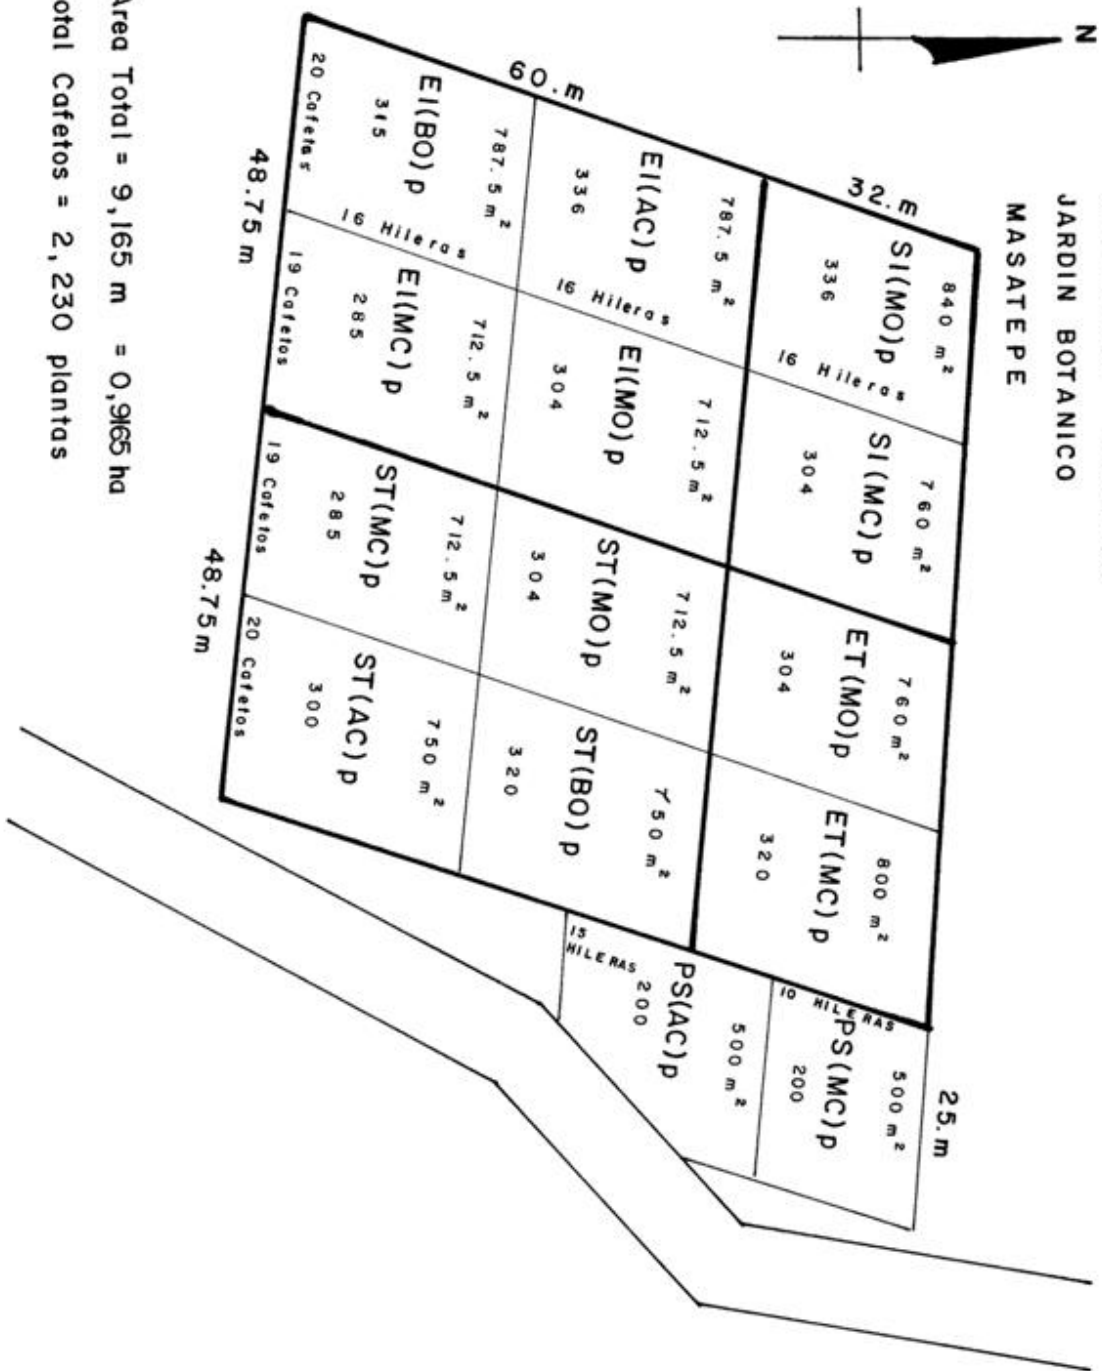 JARDIN BOTANICO
MASATEPE
N
60.m
32.m
840 m²
SI(MO)p
336
16 Hileras
760 m²
SI(MC)p
304
760 m²
ET(MO)p
304
800 m²
ET(MC)p
320
25.m
500 m²
PS(MC)p
200
10 HILERAS
787.5 m²
EI(AC)p
336
16 Hileras
712.5 m²
EI(MO)p
304
712.5 m²
ST(MO)p
304
750 m²
ST(BO)p
320
500 m²
PS(AC)p
200
15
HILERAS
787.5 m²
EI(BO)p
315
20 Cafetos
16 Hileras
712.5 m²
EI(MC)p
285
19 Cafetos
712.5 m²
ST(MC)p
285
19 Cafetos
750 m²
ST(AC)p
300
20 Cafetos
48.75 m
48.75 m
Area Total = 9,165 m = 0,9165 ha
otal Cafetos = 2,230 plantas